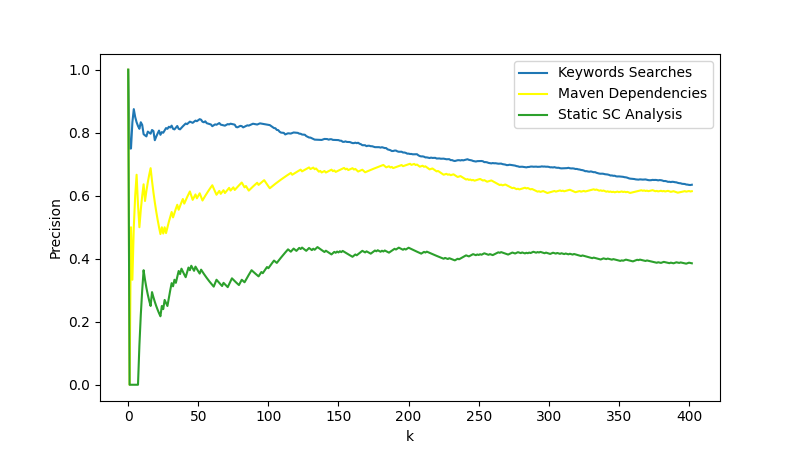 1.0
0.8
0.6
0.4
0.2
0.0
Precision
0 50 100 150 200 250 300 350 400
k
Keywords Searches
Maven Dependencies
Static SC Analysis